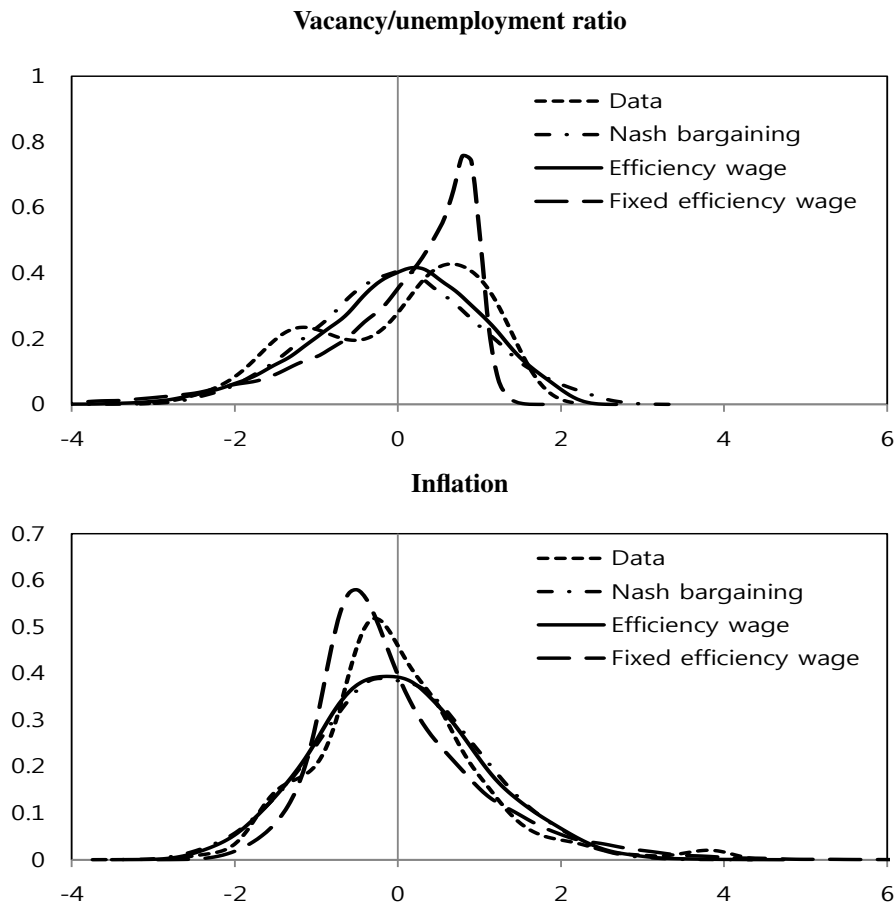 Vacancy/unemployment ratio
1
0.8
0.6
0.4
0.2
0
Data
Nash bargaining
Efficiency wage
Fixed efficiency wage
-4 -2 0 2 4 6
Inflation
0.7
0.6
0.5
0.4
0.3
0.2
0.1
0
Data
Nash bargaining
Efficiency wage
Fixed efficiency wage
-4 -2 0 2 4 6